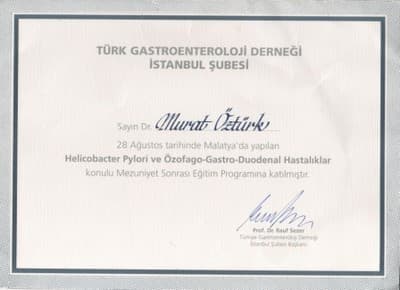 TÜRK GASTROENTEROLOJİ DERNEĞİ
İSTANBUL ŞUBESİ
Sayın Dr. Murat Öztürk
28 Ağustos tarihinde Malatya'da yapılan
Helicobacter Pylori ve Özofago-Gastro-Duodenal Hastalıklar
konulu Mezuniyet Sonrası Eğitim Programına katılmıştır.
Prof. Dr. Rauf Sezer
Türkiye Gastroenteroloji Derneği
İstanbul Şubesi Başkanı